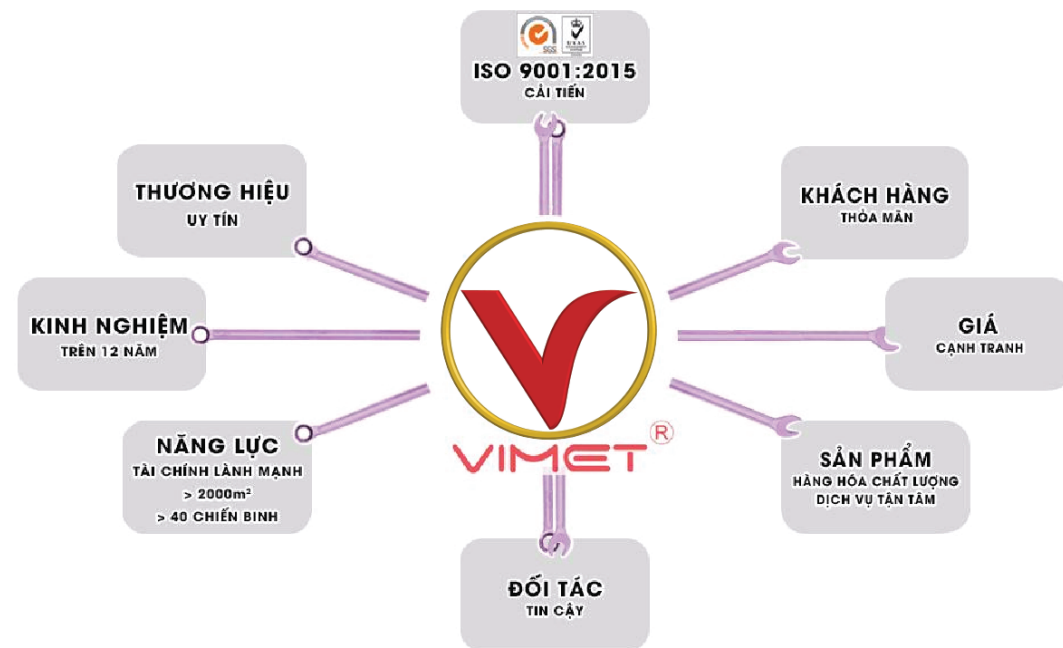 SGS
UKAS
ISO 9001:2015
CẢI TIẾN
THƯƠNG HIỆU
UY TÍN
KHÁCH HÀNG
THỎA MÃN
KINH NGHIỆM
TRÊN 12 NĂM
GIÁ
CẠNH TRANH
NĂNG LỰC
TÀI CHÍNH LÀNH MẠNH
> 2000m²
> 40 CHIẾN BINH
VIMET®
SẢN PHẨM
HÀNG HÓA CHẤT LƯỢNG
DỊCH VỤ TẬN TÂM
ĐỐI TÁC
TIN CẬY